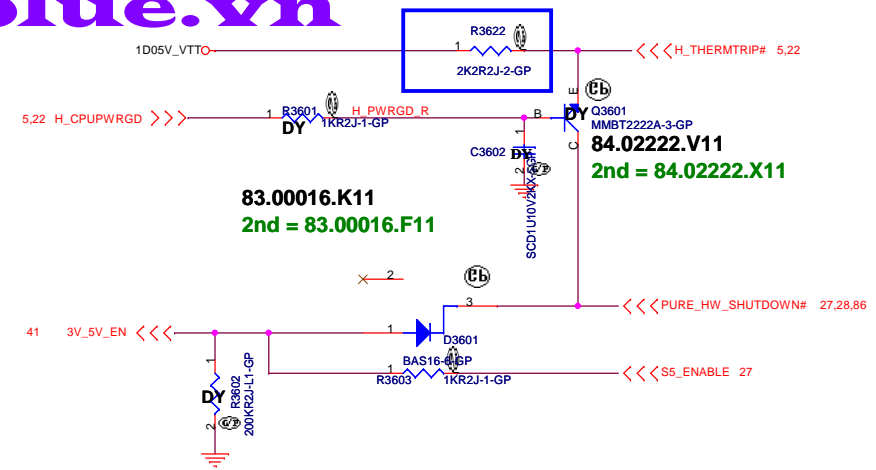 olue.vn
R3622
1D05V_VTT
1
2K2R2J-2-GP
H_THERMTRIP# 5,22
E
5,22 H_CPUPWRGD
1
R3601
H_PWRGD_R
1KR2J-1-GP
DY
B
DY
Q3601
MMBT2222A-3-GP
C
84.02222.V11
2nd = 84.02222.X11
1
C3602
DY
2
83.00016.K11
2nd = 83.00016.F11
2
3
PURE_HW_SHUTDOWN# 27,28,86
41 3V_5V_EN
1
D3601
BAS16-6-GP
1
R3603
1KR2J-1-GP
S5_ENABLE 27
1
DY
R3602
200KR2J-L1-GP
2